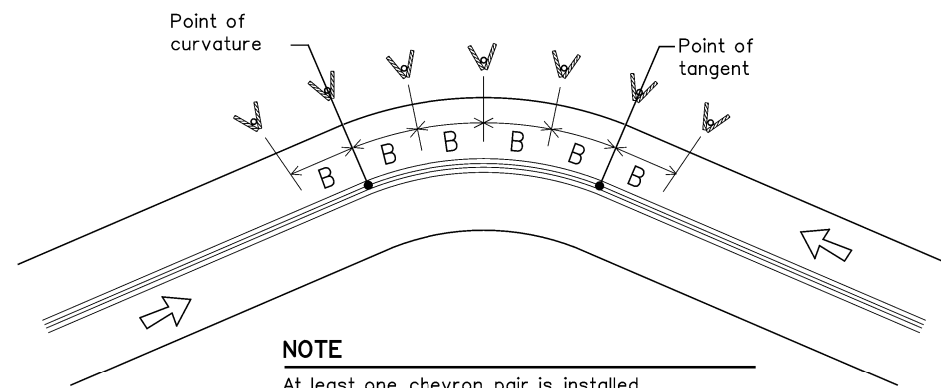 Point of
curvature
Point of
tangent
B
B
B
B
B
B
NOTE
At least one chevron pair is installed